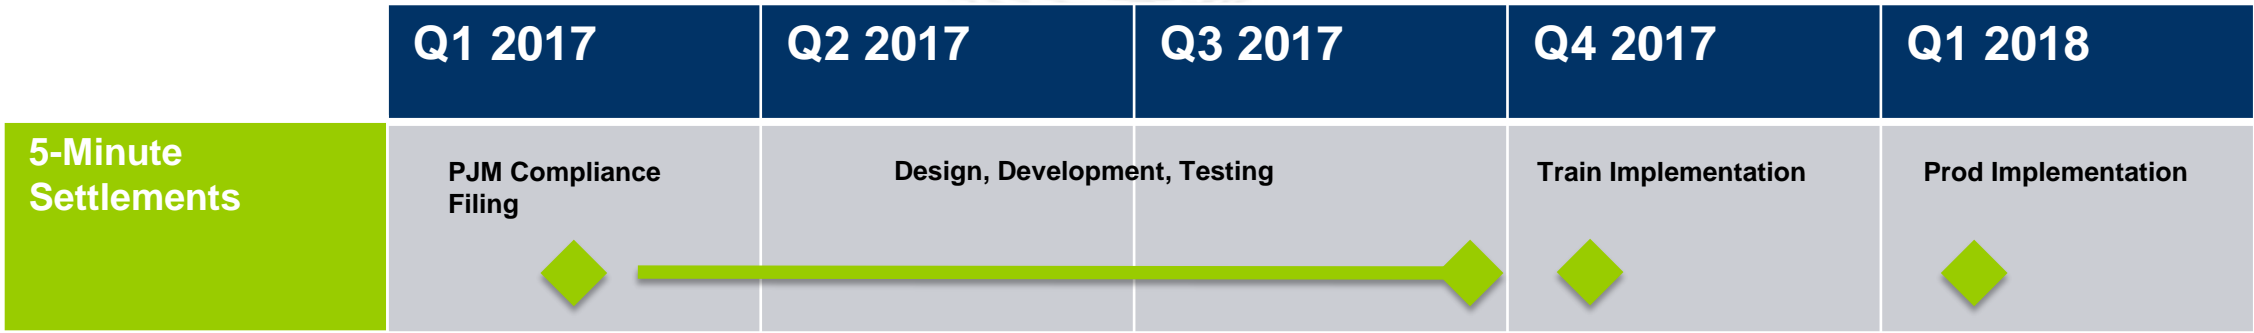 Q1 2017
Q2 2017
Q3 2017
Q4 2017
Q1 2018
5-Minute
Settlements
PJM Compliance
Filing
Design, Development, Testing
Train Implementation
Prod Implementation